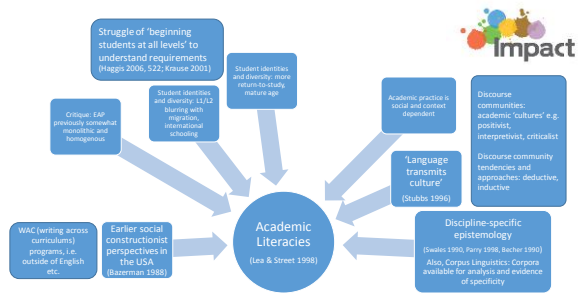 Impact
Struggle of 'beginning
students at all levels' to
understand requirements
(Haggis 2006, 522; Krause 2001)
Student identities
and diversity: more
return-to-study,
mature age
Student identities
and diversity: L1/L2
blurring with
migration,
international
schooling
Critique: EAP
previously somewhat
monolithic and
homogenous
Academic practice is
social and context
dependent
Discourse
communities:
academic 'cultures' e.g.
positivist,
interpretivist, criticalist
Discourse community
tendencies and
approaches: deductive,
inductive
'Language
transmits
culture'
(Stubbs 1996)
WAC (writing across
curriculums)
programs, i.e.
outside of English
etc.
Earlier social
constructionist
perspectives in
the USA
(Bazerman 1988)
Academic
Literacies
(Lea & Street 1998)
Discipline-specific
epistemology
(Swales 1990, Parry 1998, Becher 1990)
Also, Corpus Linguistics: Corpora
available for analysis and evidence
of specificity